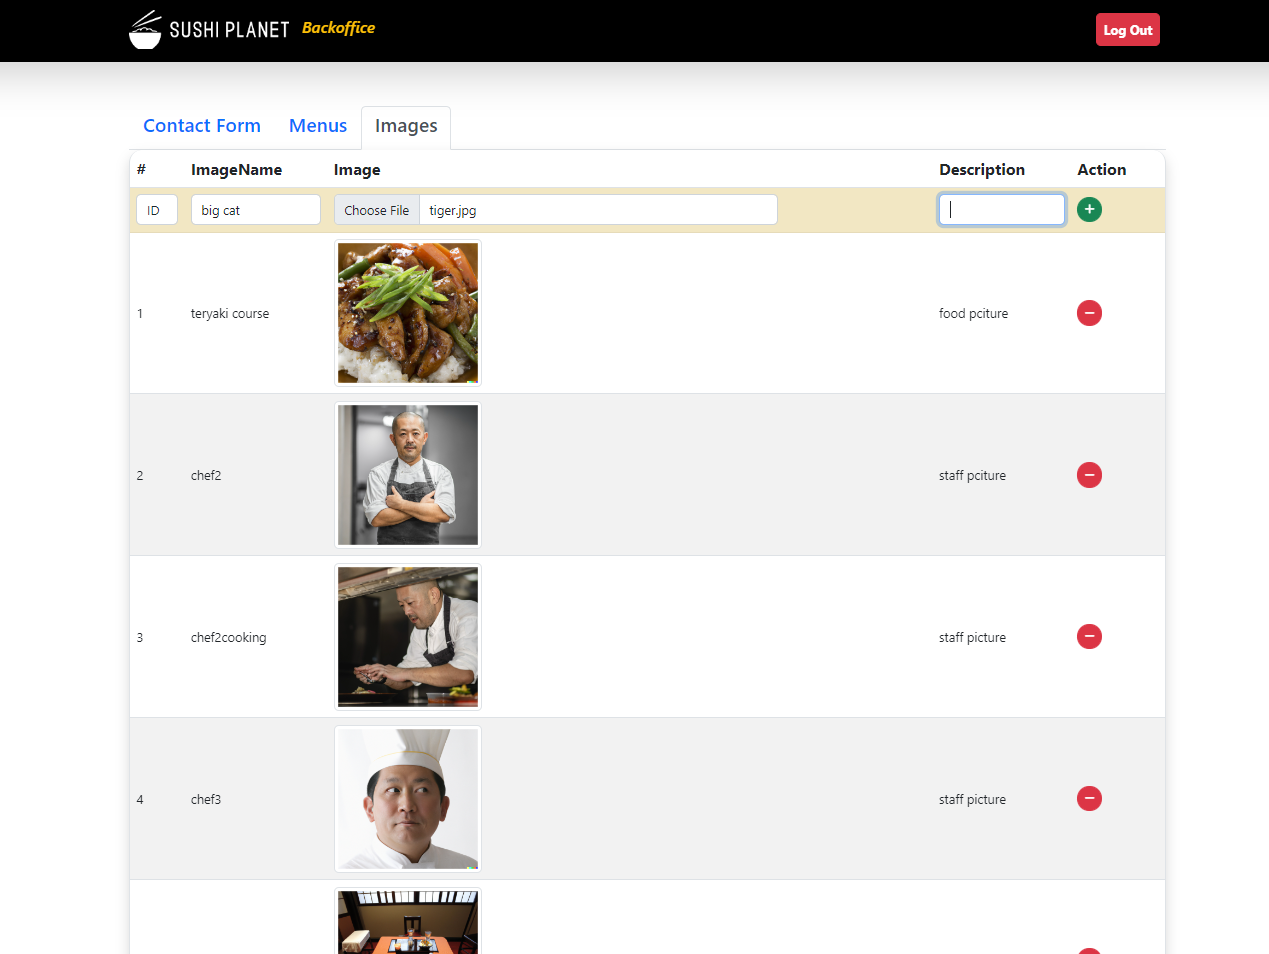 SUSHI PLANET Backoffice Log Out
Contact Form Menus Images
# ImageName Image Description Action
ID big cat Choose File tiger.jpg
1 teryaki course food pciture
2 chef2 staff pciture
3 chef2cooking staff picture
4 chef3 staff picture